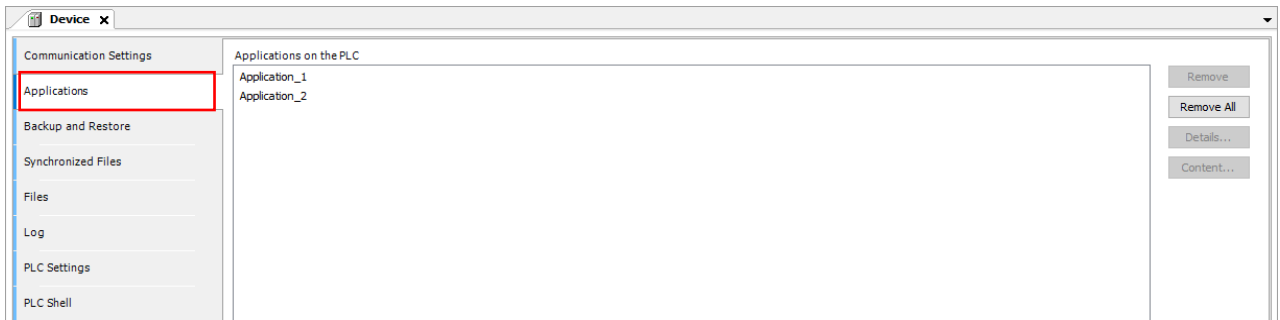 Device
Communication Settings
Applications
Backup and Restore
Synchronized Files
Files
Log
PLC Settings
PLC Shell
Applications on the PLC
Application_1
Application_2
Remove
Remove All
Details...
Content...